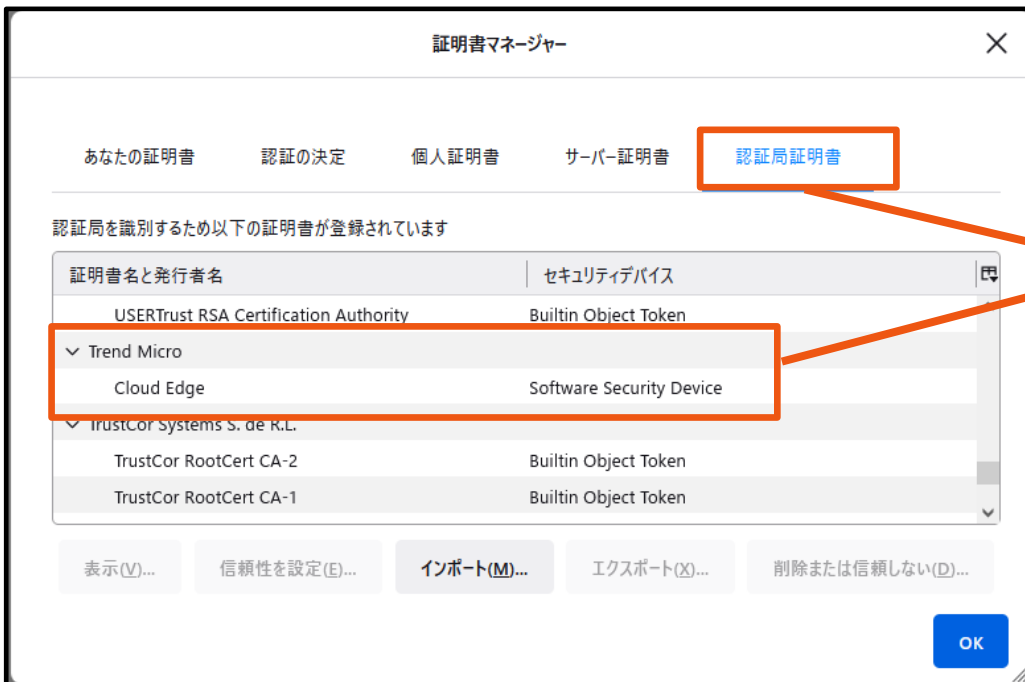 証明書マネージャー
あなたの証明書 認証の決定 個人証明書 サーバー証明書 認証局証明書
認証局を識別するため以下の証明書が登録されています
証明書名と発行者名 セキュリティデバイス
USERTrust RSA Certification Authority Builtin Object Token
Trend Micro
Cloud Edge Software Security Device
TrustCor Systems S. de R.L.
TrustCor RootCert CA-2 Builtin Object Token
TrustCor RootCert CA-1 Builtin Object Token
表示(V)... 信頼性を設定(E)... インポート(M)... エクスポート(X)... 削除または信頼しない(D)...
OK